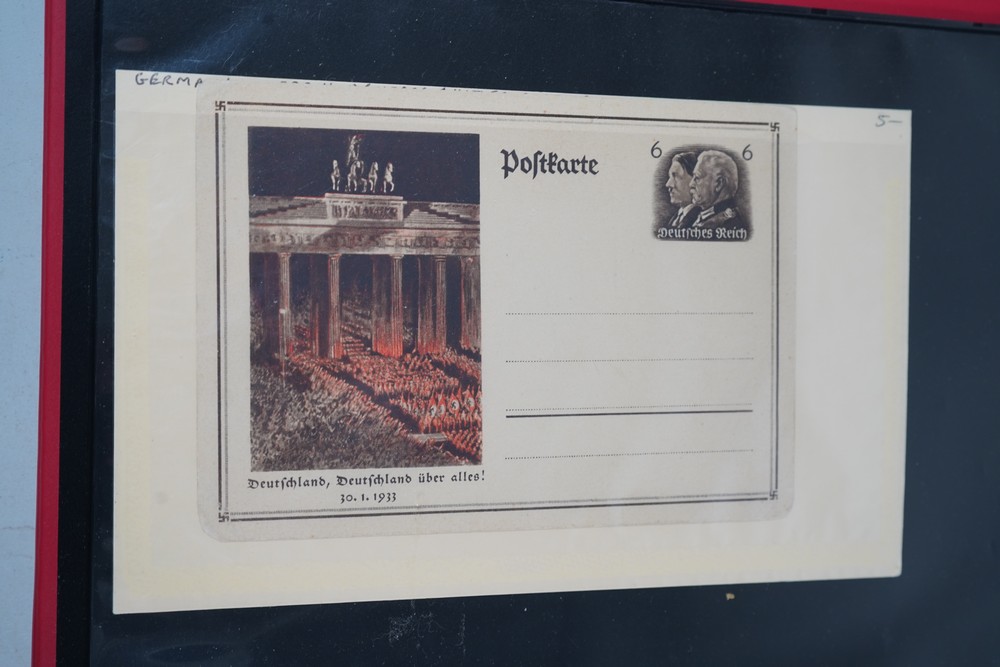 GERMA
5—
Poſtkarte
6 6
Deutſches Reich
Deutſchland, Deutſchland über alles!
30. 1. 1933